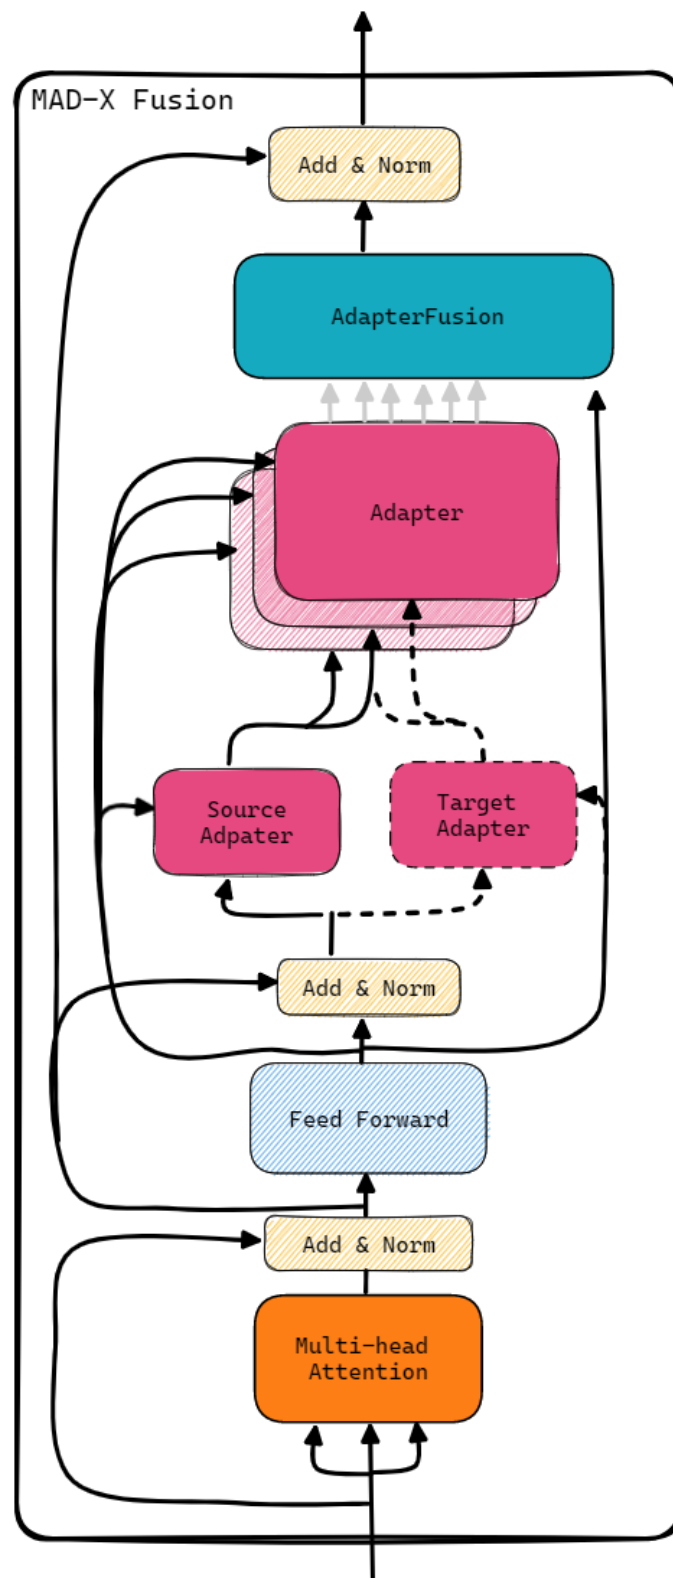 MAD-X Fusion
Add & Norm
AdapterFusion
Adapter
Source
Adpater
Target
Adapter
Add & Norm
Feed Forward
Add & Norm
Multi-head
Attention